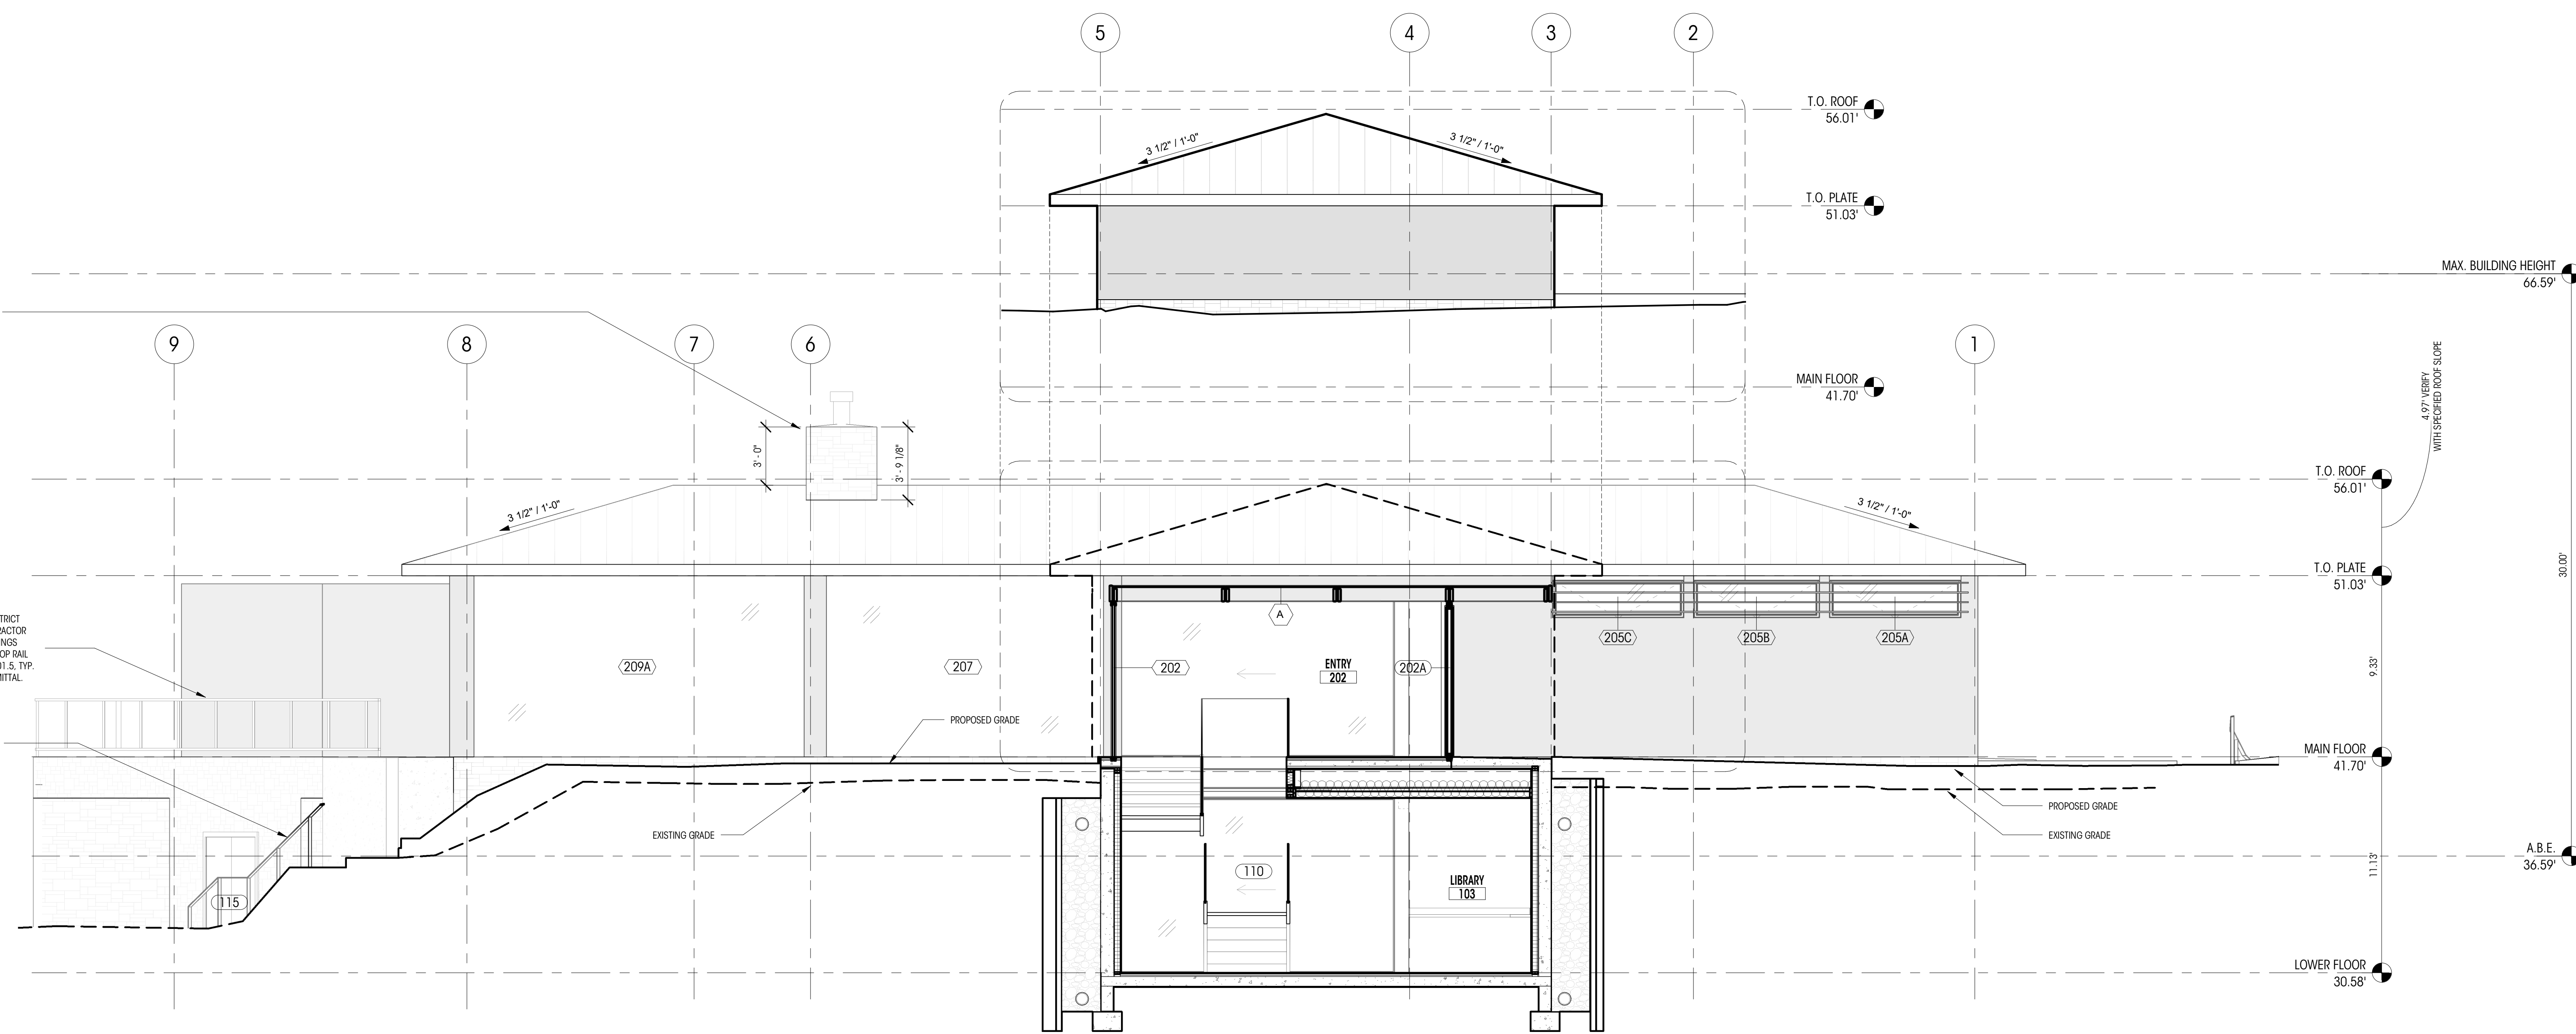 5
4
3
2
T.O. ROOF
56.01'
3 1/2" / 1'-0"
3 1/2" / 1'-0"
T.O. PLATE
51.03'
MAX. BUILDING HEIGHT
66.59'
9
8
7
6
1
MAIN FLOOR
41.70'
4.97' VERIFY
WITH SPECIFIED ROOF SLOPE
3' - 0"
3' - 9 1/8"
T.O. ROOF
56.01'
3 1/2" / 1'-0"
3 1/2" / 1'-0"
30.00'
T.O. PLATE
51.03'
A
205C
205B
205A
OP RAIL
01.5, TYP.
209A
207
202
ENTRY
202
202A
9.33'
PROPOSED GRADE
MAIN FLOOR
41.70'
PROPOSED GRADE
EXISTING GRADE
EXISTING GRADE
A.B.E.
36.59'
11.13'
110
LIBRARY
103
115
LOWER FLOOR
30.58'